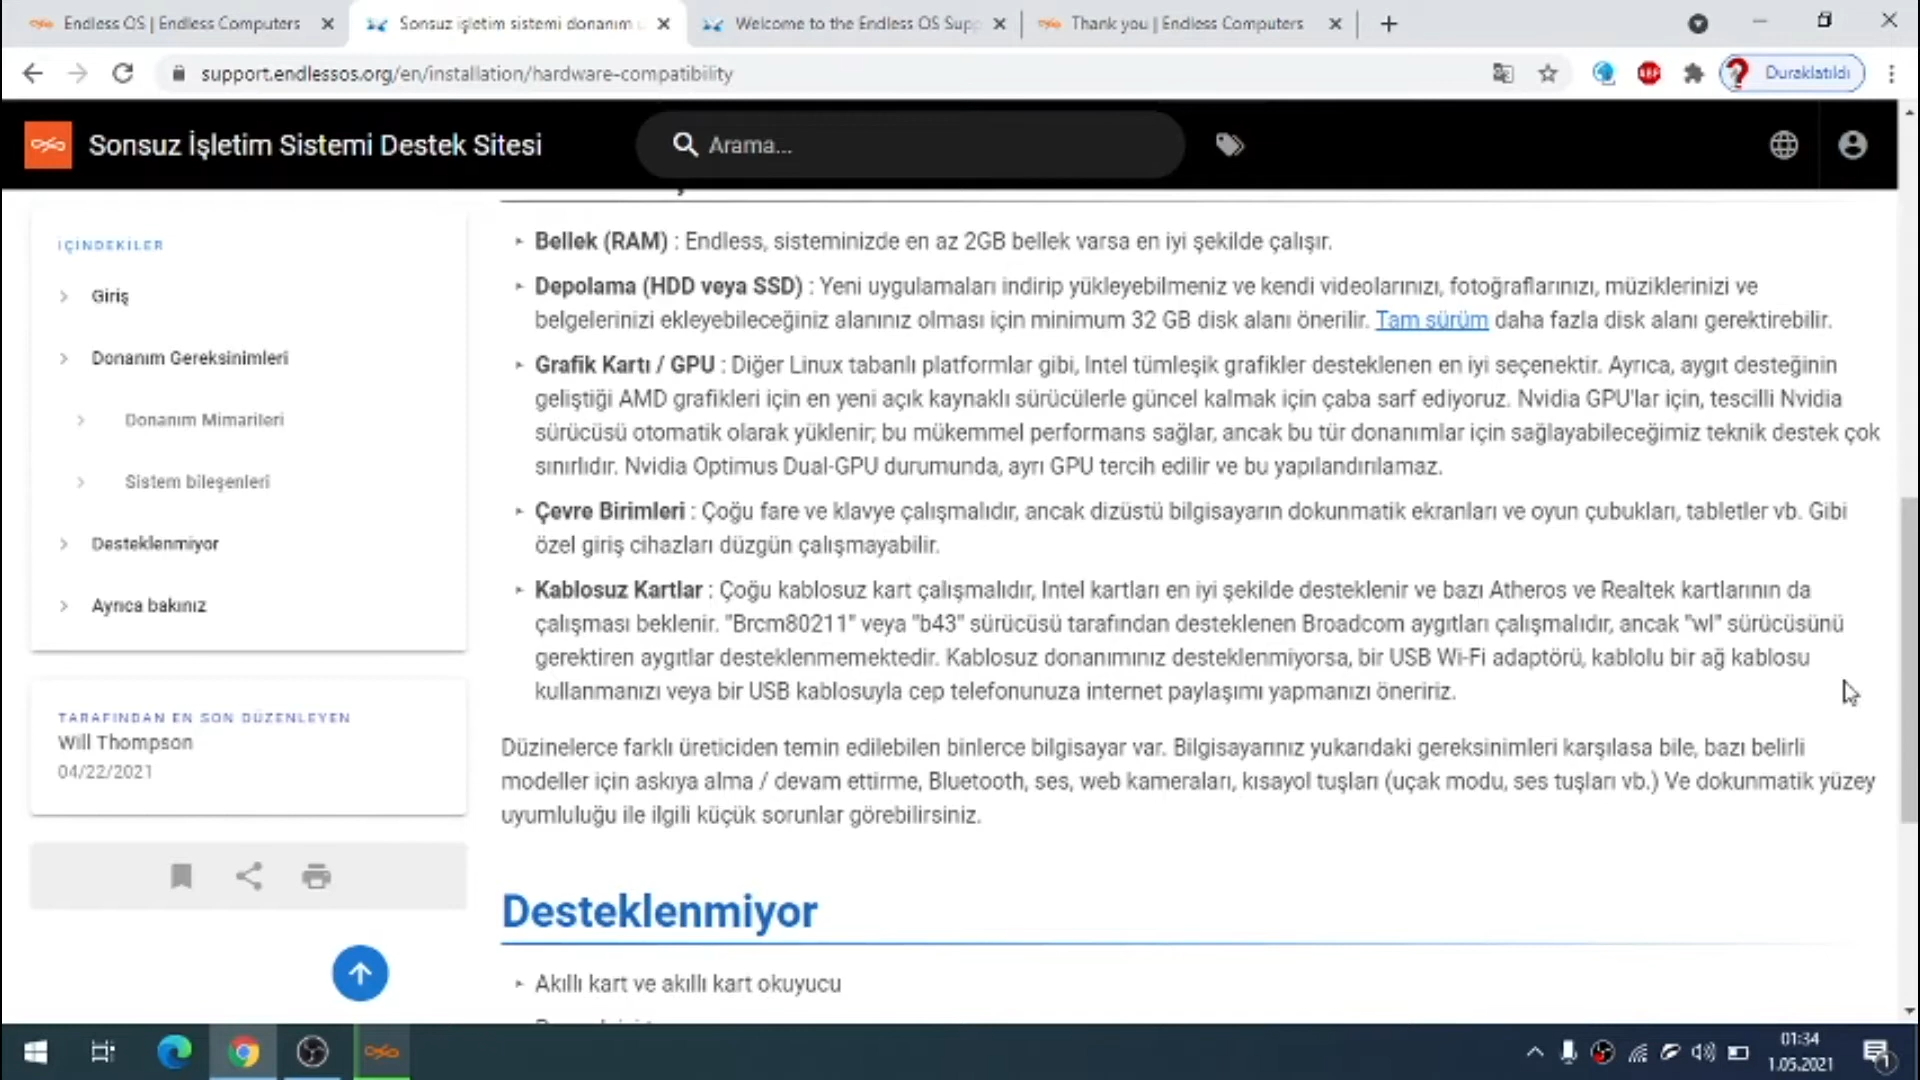 Endless OS | Endless Computers
Sonsuz işletim sistemi donanım
Welcome to the Endless OS Supp
Thank you | Endless Computers
support.endlessos.org/en/installation/hardware-compatibility
ABP
Duraklatıldı
Sonsuz İşletim Sistemi Destek Sitesi
Arama...
İÇİNDEKİLER
Giriş
Donanım Gereksinimleri
Donanım Mimarileri
Sistem bileşenleri
Desteklenmiyor
Ayrıca bakınız
TARAFINDAN EN SON DÜZENLEYEN
Will Thompson
04/22/2021
Bellek (RAM) : Endless, sisteminizde en az 2GB bellek varsa en iyi şekilde çalışır.
Depolama (HDD veya SSD) : Yeni uygulamaları indirip yükleyebilmeniz ve kendi videolarınızı, fotoğraflarınızı, müziklerinizi ve
belgelerinizi ekleyebileceğiniz alanınız olması için minimum 32 GB disk alanı önerilir. Tam sürüm daha fazla disk alanı gerektirebilir.
Grafik Kartı / GPU : Diğer Linux tabanlı platformlar gibi, Intel tümleşik grafikler desteklenen en iyi seçenektir. Ayrıca, aygıt desteğinin
geliştiği AMD grafikleri için en yeni açık kaynaklı sürücülerle güncel kalmak için çaba sarf ediyoruz. Nvidia GPU'lar için, tescilli Nvidia
sürücüsü otomatik olarak yüklenir; bu mükemmel performans sağlar, ancak bu tür donanımlar için sağlayabileceğimiz teknik destek çok
sınırlıdır. Nvidia Optimus Dual-GPU durumunda, ayrı GPU tercih edilir ve bu yapılandırılamaz.
Çevre Birimleri : Çoğu fare ve klavye çalışmalıdır, ancak dizüstü bilgisayarın dokunmatik ekranları ve oyun çubukları, tabletler vb. Gibi
özel giriş cihazları düzgün çalışmayabilir.
Kablosuz Kartlar : Çoğu kablosuz kart çalışmalıdır, Intel kartları en iyi şekilde desteklenir ve bazı Atheros ve Realtek kartlarının da
çalışması beklenir. "Brcm80211" veya "b43" sürücüsü tarafından desteklenen Broadcom aygıtları çalışmalıdır, ancak "wl" sürücüsünü
gerektiren aygıtlar desteklenmemektedir. Kablosuz donanımınız desteklenmiyorsa, bir USB Wi-Fi adaptörü, kablolu bir ağ kablosu
kullanmanızı veya bir USB kablosuyla cep telefonunuza internet paylaşımı yapmanızı öneririz.
Düzinelerce farklı üreticiden temin edilebilen binlerce bilgisayar var. Bilgisayarınız yukarıdaki gereksinimleri karşılasa bile, bazı belirli
modeller için askıya alma / devam ettirme, Bluetooth, ses, web kameraları, kısayol tuşları (uçak modu, ses tuşları vb.) Ve dokunmatik yüzey
uyumluluğu ile ilgili küçük sorunlar görebilirsiniz.
Desteklenmiyor
Akıllı kart ve akıllı kart okuyucu
01:34
1.05.2021
1